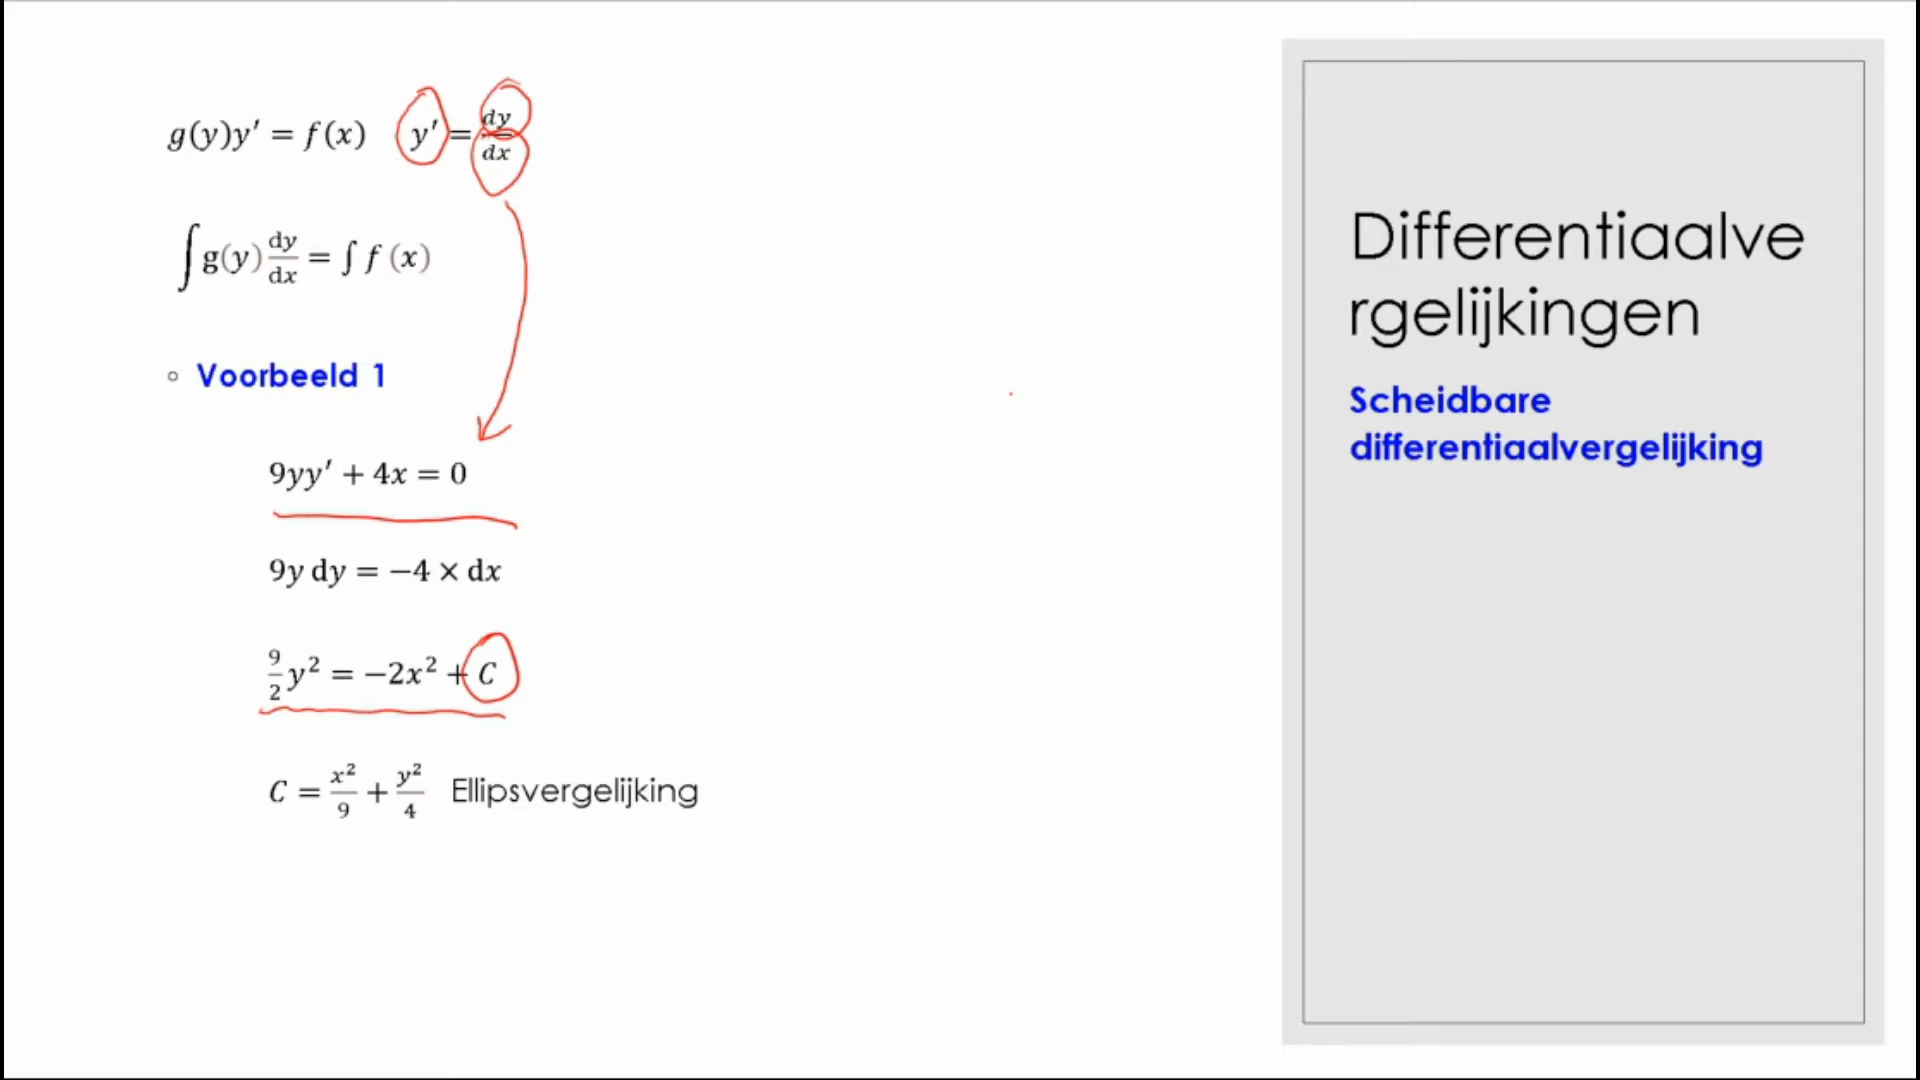 g(y)y′ = f(x) y′ = dy/dx
∫g(y) dy/dx = ∫ f (x)
Voorbeeld 1
9yy′ + 4x = 0
9y dy = −4 × dx
9/2 y² = −2x² + C
C = x²/9 + y²/4 Ellipsvergelijking
Differentiaalve
rgelijkingen
Scheidbare
differentiaalvergelijking